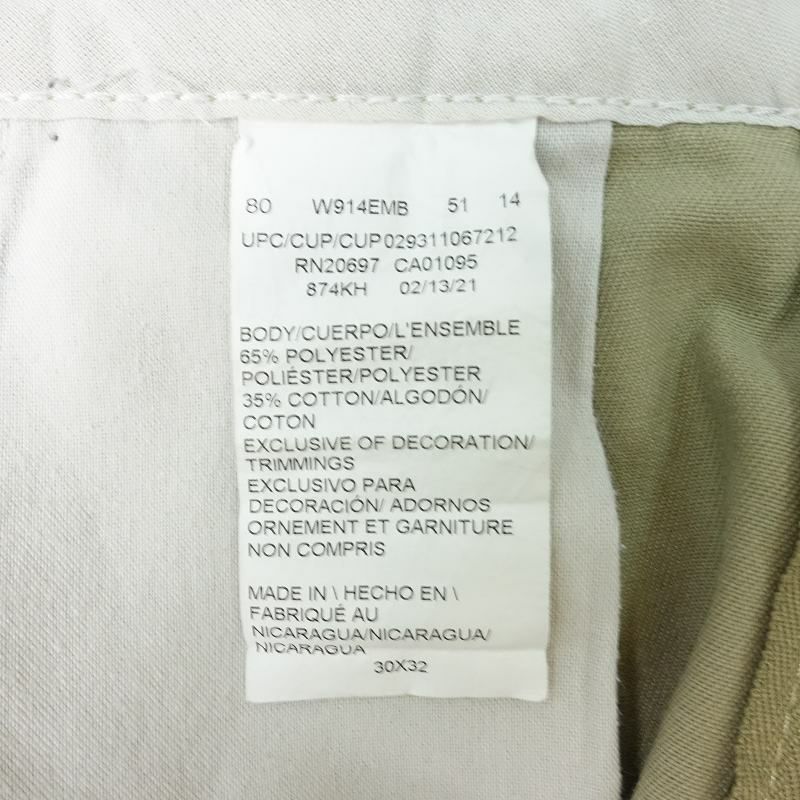 80 W914EMB 51 14
UPC/CUP/CUP029311067212
RN20697 CA01095
874KH 02/13/21
BODY/CUERPO/L'ENSEMBLE
65% POLYESTER/
POLIÉSTER/POLYESTER
35% COTTON/ALGODÓN/
COTON
EXCLUSIVE OF DECORATION/
TRIMMINGS
EXCLUSIVO PARA
DECORACIÓN/ ADORNOS
ORNEMENT ET GARNITURE
NON COMPRIS
MADE IN \ HECHO EN \
FABRIQUÉ AU
NICARAGUA/NICARAGUA/
NICARAGUA
30X32